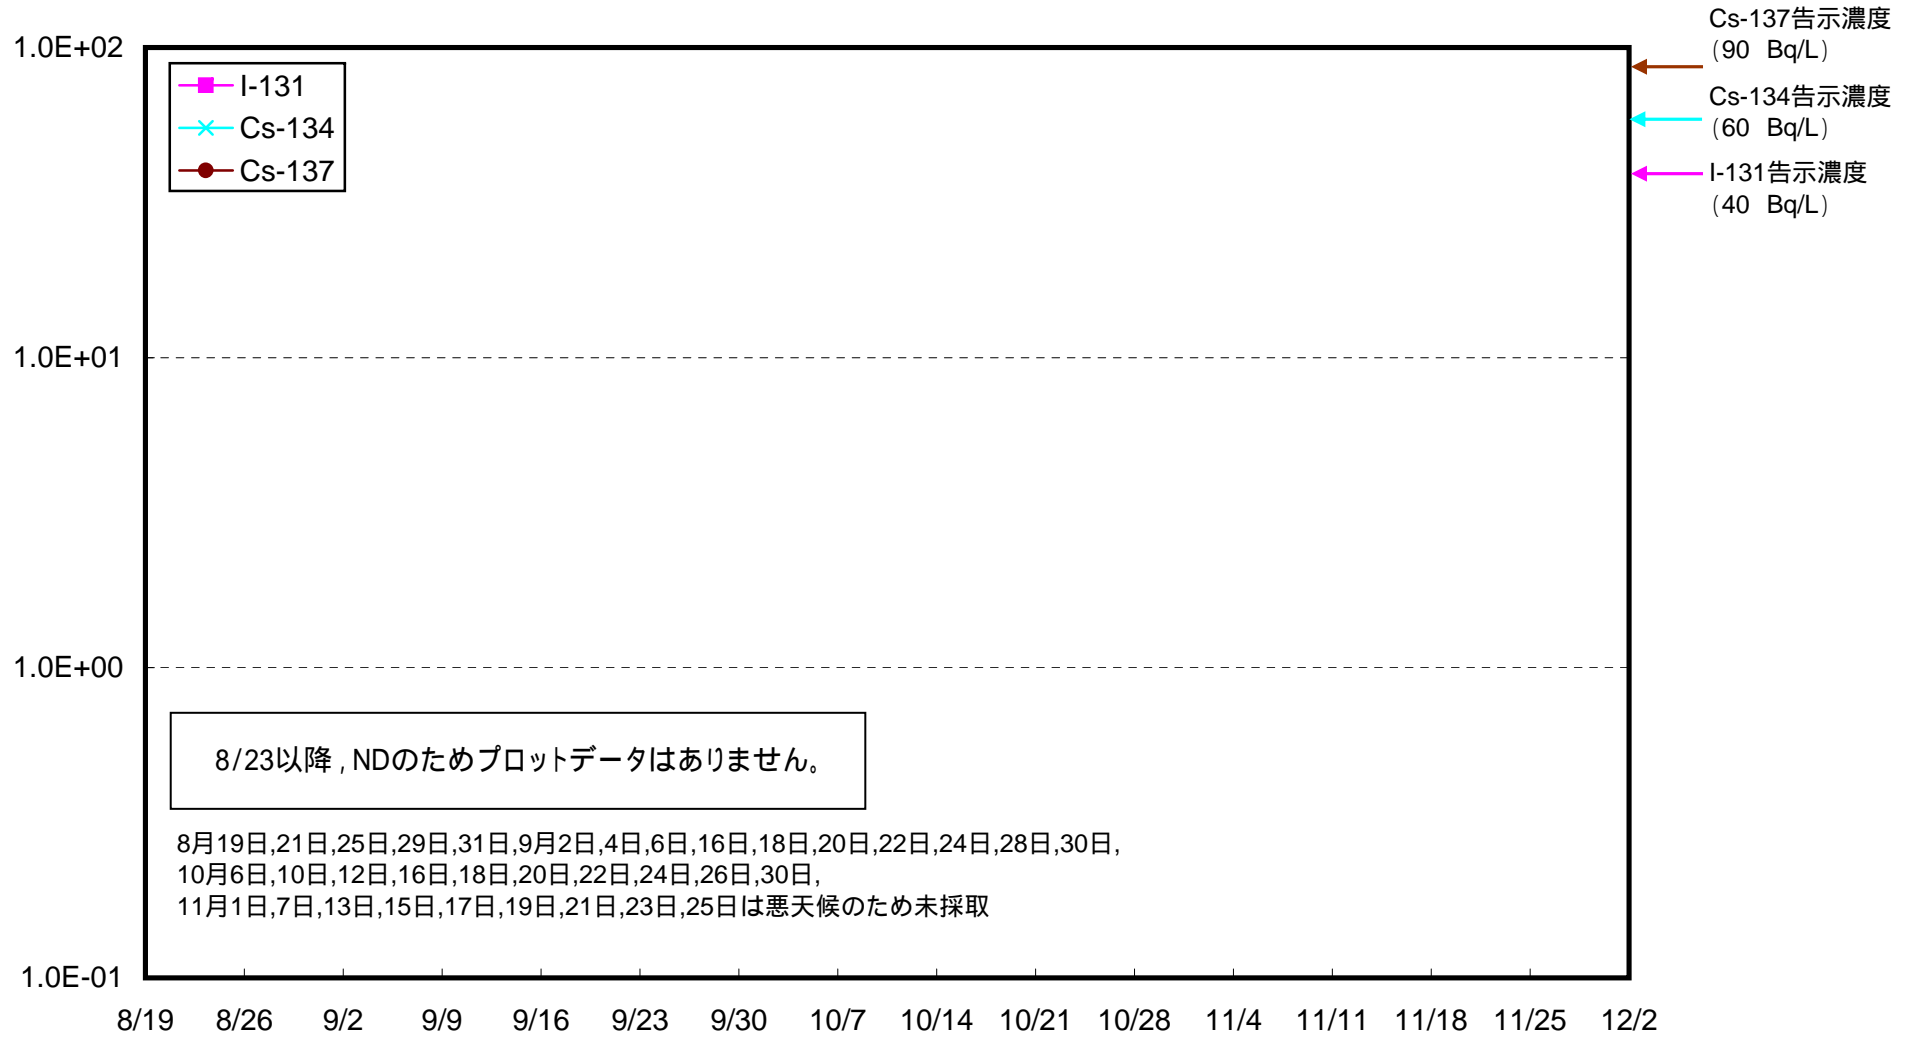 Cs-137告示濃度
(90 Bq/L)
Cs-134告示濃度
(60 Bq/L)
I-131告示濃度
(40 Bq/L)
1.0E+02
1.0E+01
1.0E+00
1.0E-01
I-131
Cs-134
Cs-137
8/23以降,NDのためプロットデータはありません。
8月19日,21日,25日,29日,31日,9月2日,4日,6日,16日,18日,20日,22日,24日,28日,30日,
10月6日,10日,12日,16日,18日,20日,22日,24日,26日,30日,
11月1日,7日,13日,15日,17日,19日,21日,23日,25日は悪天候のため未採取
8/19 8/26 9/2 9/9 9/16 9/23 9/30 10/7 10/14 10/21 10/28 11/4 11/11 11/18 11/25 12/2